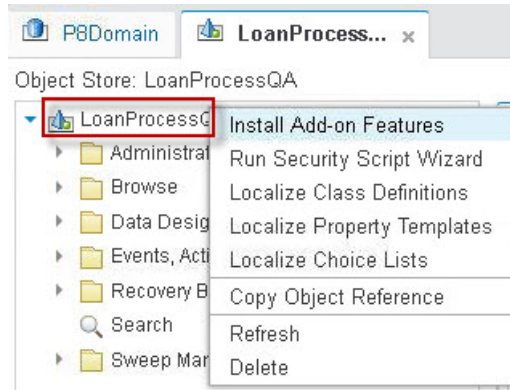 P8Domain LoanProcess...
Object Store: LoanProcessQA
LoanProcessQ
Administrat
Browse
Data Desig
Events, Acti
Recovery B
Search
Sweep Mar
Install Add-on Features
Run Security Script Wizard
Localize Class Definitions
Localize Property Templates
Localize Choice Lists
Copy Object Reference
Refresh
Delete